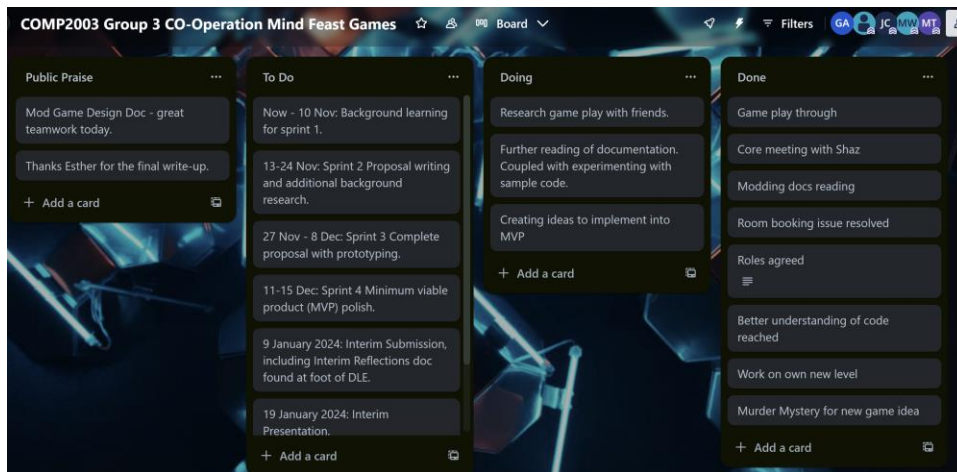 COMP2003 Group 3 CO-Operation Mind Feast Games
Board
Filters
GA
JC
MW
MT
Public Praise
Mod Game Design Doc - great
teamwork today.
Thanks Esther for the final write-up.
+ Add a card
To Do
Now - 10 Nov: Background learning
for sprint 1.
13-24 Nov: Sprint 2 Proposal writing
and additional background
research.
27 Nov - 8 Dec: Sprint 3 Complete
proposal with prototyping.
11-15 Dec: Sprint 4 Minimum viable
product (MVP) polish.
9 January 2024: Interim Submission,
including Interim Reflections doc
found at foot of DLE.
19 January 2024: Interim
Presentation.
+ Add a card
Doing
Research game play with friends.
Further reading of documentation.
Coupled with experimenting with
sample code.
Creating ideas to implement into
MVP
+ Add a card
Done
Game play through
Core meeting with Shaz
Modding docs reading
Room booking issue resolved
Roles agreed
Better understanding of code
reached
Work on own new level
Murder Mystery for new game idea
+ Add a card